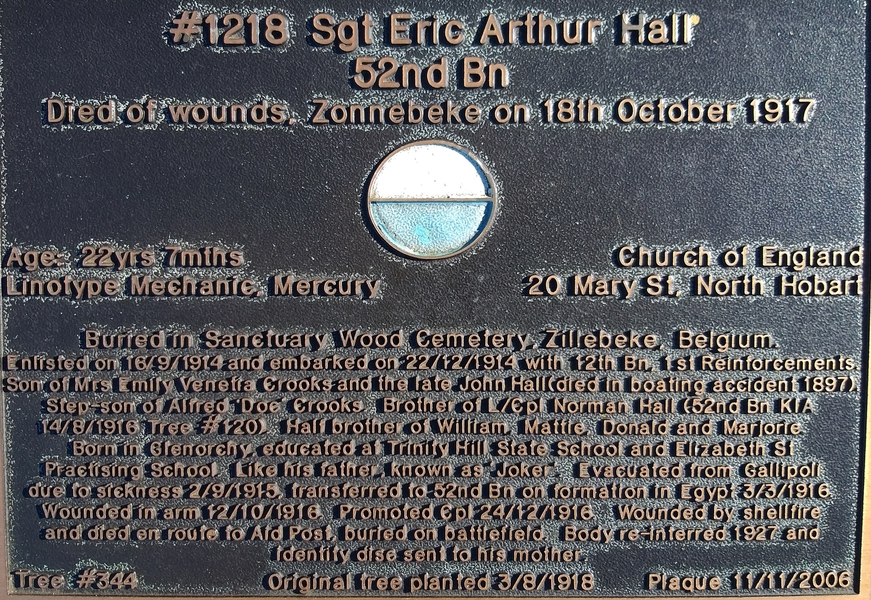 #1218 Sgt Eric Arthur Hall
52nd Bn
Died of wounds, Zonnebeke on 18th October 1917
Age: 22yrs 7mths
Church of England
Linotype Mechanic, Mercury
20 Mary St, North Hobart
Buried in Sanctuary Wood Cemetery, Zillebeke, Belgium.
Enlisted on 16/9/1914 and embarked on 22/12/1914 with 12th Bn, 1st Reinforcements.
Son of Mrs Emily Venetta Crooks and the late John Hall (died in boating accident 1897),
Step-son of Alfred 'Doc' Crooks. Brother of L/Cpl Norman Hall (52nd Bn KIA
14/8/1916 Tree #120). Half brother of William, Mattie, Donald and Marjorie.
Born in Glenorchy, educated at Trinity Hill State School and Elizabeth St
Practising School. Like his father, known as 'Joker'. Evacuated from Gallipoli
due to sickness 2/9/1915, transferred to 52nd Bn on formation in Egypt 3/3/1916.
Wounded in arm 12/10/1916. Promoted Cpl 24/12/1916. Wounded by shellfire
and died en route to Aid Post, buried on battlefield. Body re-interred 1927 and
identity disc sent to his mother.
Tree #344
Original tree planted 3/8/1918
Plaque 11/11/2006